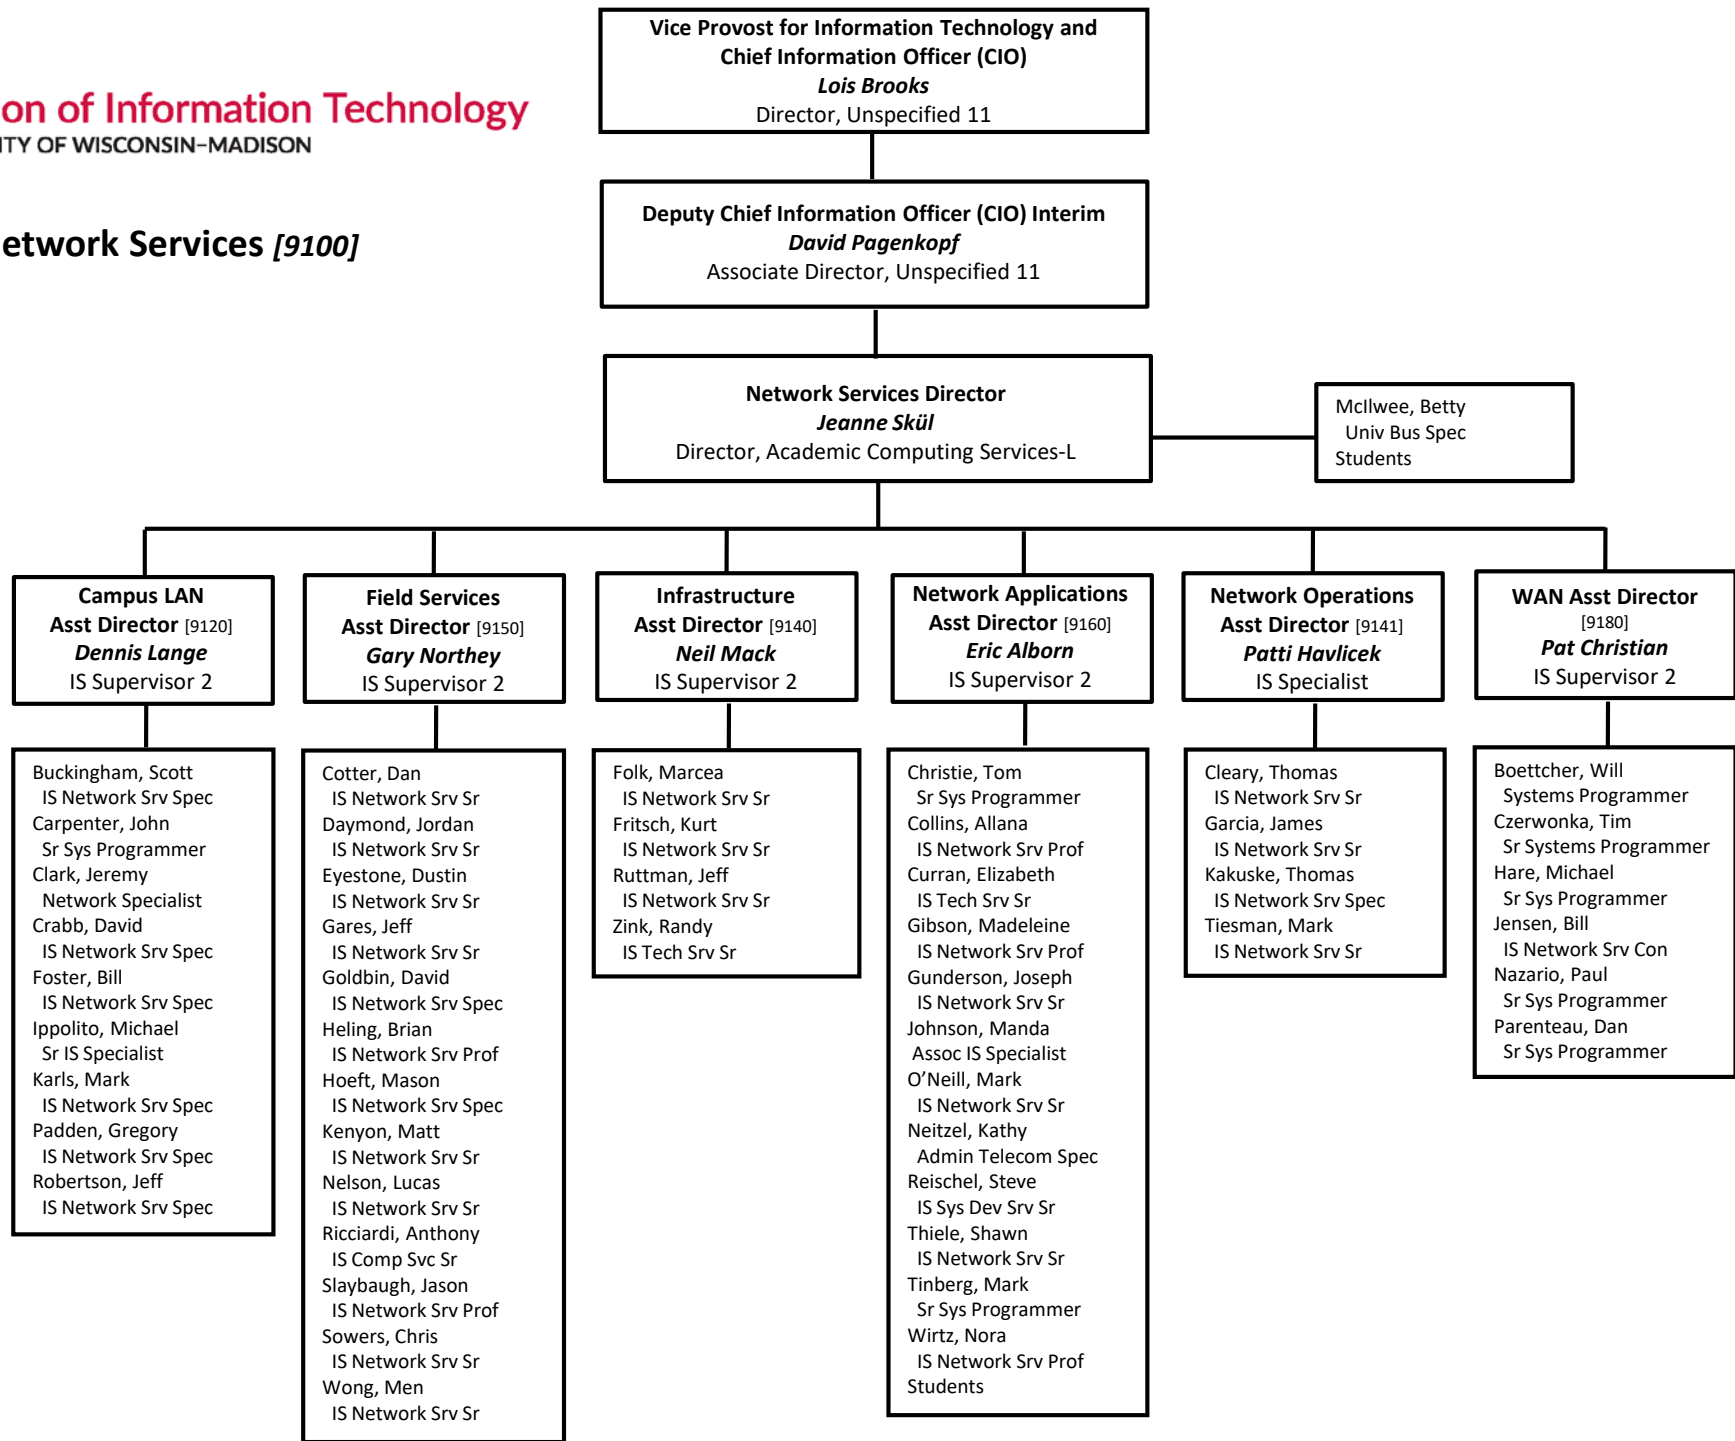 Vice Provost for Information Technology and
Chief Information Officer (CIO)
Lois Brooks
Director, Unspecified 11
on of Information Technology
ITY OF WISCONSIN–MADISON
etwork Services [9100]
Deputy Chief Information Officer (CIO) Interim
David Pagenkopf
Associate Director, Unspecified 11
Network Services Director
Jeanne Skül
Director, Academic Computing Services-L
McIlwee, Betty
Univ Bus Spec
Students
Campus LAN
Asst Director [9120]
Dennis Lange
IS Supervisor 2
Field Services
Asst Director [9150]
Gary Northey
IS Supervisor 2
Infrastructure
Asst Director [9140]
Neil Mack
IS Supervisor 2
Network Applications
Asst Director [9160]
Eric Alborn
IS Supervisor 2
Network Operations
Asst Director [9141]
Patti Havlicek
IS Specialist
WAN Asst Director
[9180]
Pat Christian
IS Supervisor 2
Buckingham, Scott
IS Network Srv Spec
Carpenter, John
Sr Sys Programmer
Clark, Jeremy
Network Specialist
Crabb, David
IS Network Srv Spec
Foster, Bill
IS Network Srv Spec
Ippolito, Michael
Sr IS Specialist
Karls, Mark
IS Network Srv Spec
Padden, Gregory
IS Network Srv Spec
Robertson, Jeff
IS Network Srv Spec
Cotter, Dan
IS Network Srv Sr
Daymond, Jordan
IS Network Srv Sr
Eyestone, Dustin
IS Network Srv Sr
Gares, Jeff
IS Network Srv Sr
Goldbin, David
IS Network Srv Spec
Heling, Brian
IS Network Srv Prof
Hoeft, Mason
IS Network Srv Spec
Kenyon, Matt
IS Network Srv Sr
Nelson, Lucas
IS Network Srv Sr
Ricciardi, Anthony
IS Comp Svc Sr
Slaybaugh, Jason
IS Network Srv Prof
Sowers, Chris
IS Network Srv Sr
Wong, Men
IS Network Srv Sr
Folk, Marcea
IS Network Srv Sr
Fritsch, Kurt
IS Network Srv Sr
Ruttman, Jeff
IS Network Srv Sr
Zink, Randy
IS Tech Srv Sr
Christie, Tom
Sr Sys Programmer
Collins, Allana
IS Network Srv Prof
Curran, Elizabeth
IS Tech Srv Sr
Gibson, Madeleine
IS Network Srv Prof
Gunderson, Joseph
IS Network Srv Sr
Johnson, Manda
Assoc IS Specialist
O’Neill, Mark
IS Network Srv Sr
Neitzel, Kathy
Admin Telecom Spec
Reischel, Steve
IS Sys Dev Srv Sr
Thiele, Shawn
IS Network Srv Sr
Tinberg, Mark
Sr Sys Programmer
Wirtz, Nora
IS Network Srv Prof
Students
Cleary, Thomas
IS Network Srv Sr
Garcia, James
IS Network Srv Sr
Kakuske, Thomas
IS Network Srv Spec
Tiesman, Mark
IS Network Srv Sr
Boettcher, Will
Systems Programmer
Czerwonka, Tim
Sr Systems Programmer
Hare, Michael
Sr Sys Programmer
Jensen, Bill
IS Network Srv Con
Nazario, Paul
Sr Sys Programmer
Parenteau, Dan
Sr Sys Programmer